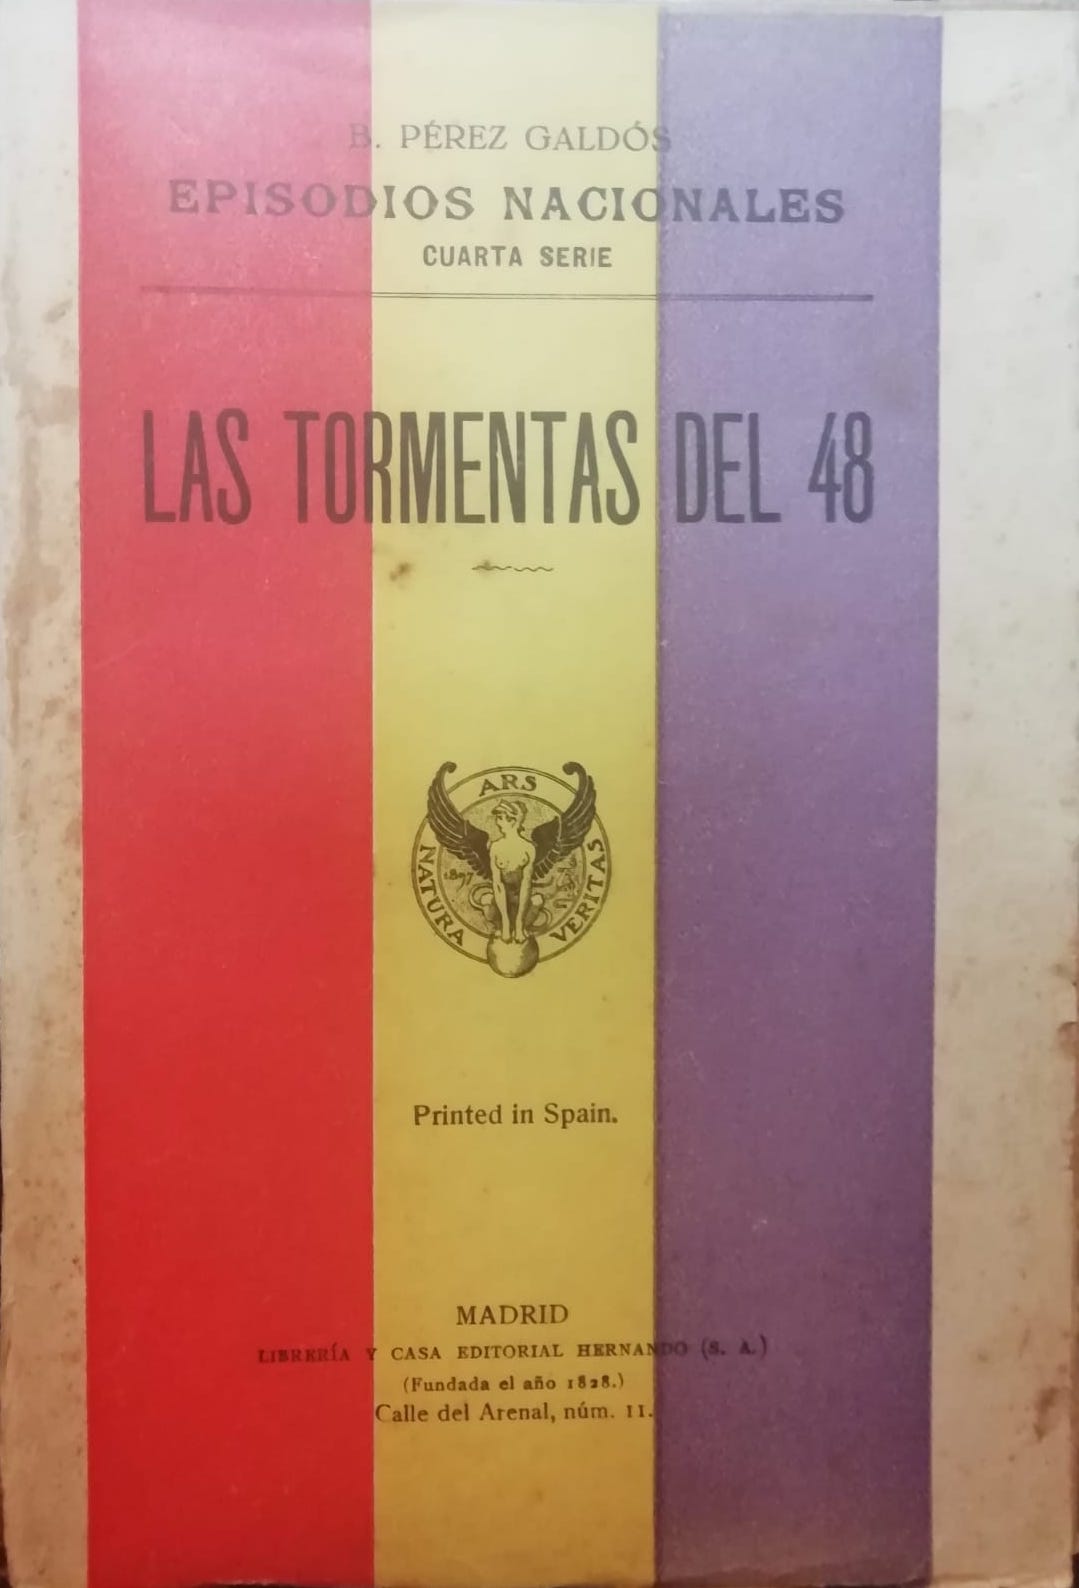 B. PÉREZ GALDÓS
EPISODIOS NACIONALES
CUARTA SERIE
LAS TORMENTAS DEL 48
ARS
NATURA
VERITAS
1897
Printed in Spain.
MADRID
LIBRERÍA Y CASA EDITORIAL HERNANDO (S. A.)
(Fundada el año 1828.)
Calle del Arenal, núm. 11.